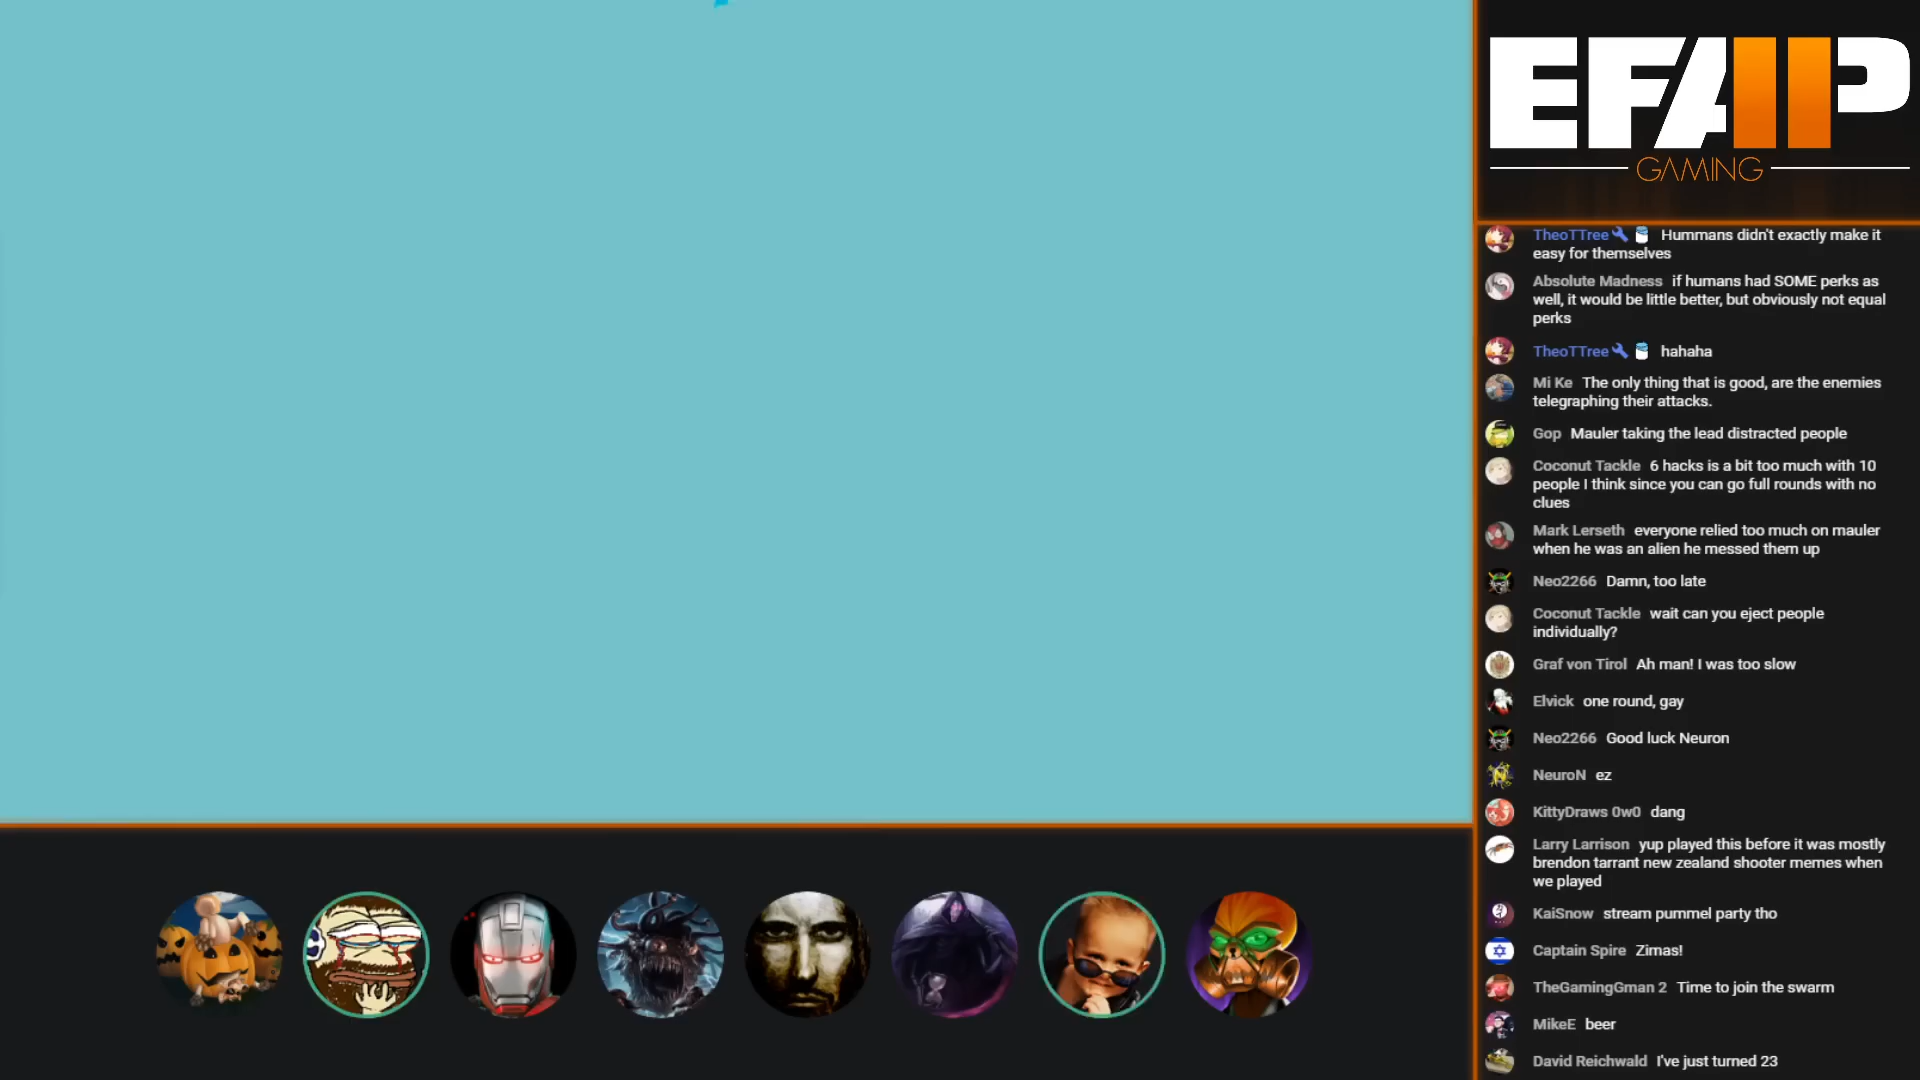 EFAP
GAMING
TheoTTree Hummans didn't exactly make it
easy for themselves
Absolute Madness if humans had SOME perks as
well, it would be little better, but obviously not equal
perks
TheoTTree hahaha
Mi Ke The only thing that is good, are the enemies
telegraphing their attacks.
Gop Mauler taking the lead distracted people
Coconut Tackle 6 hacks is a bit too much with 10
people I think since you can go full rounds with no
clues
Mark Lerseth everyone relied too much on mauler
when he was an alien he messed them up
Neo2266 Damn, too late
Coconut Tackle wait can you eject people
individually?
Graf von Tirol Ah man! I was too slow
Elvick one round, gay
Neo2266 Good luck Neuron
NeuroN ez
KittyDraws 0w0 dang
Larry Larrison yup played this before it was mostly
brendon tarrant new zealand shooter memes when
we played
KaiSnow stream pummel party tho
Captain Spire Zimas!
TheGamingGman 2 Time to join the swarm
MikeE beer
David Reichwald I've just turned 23